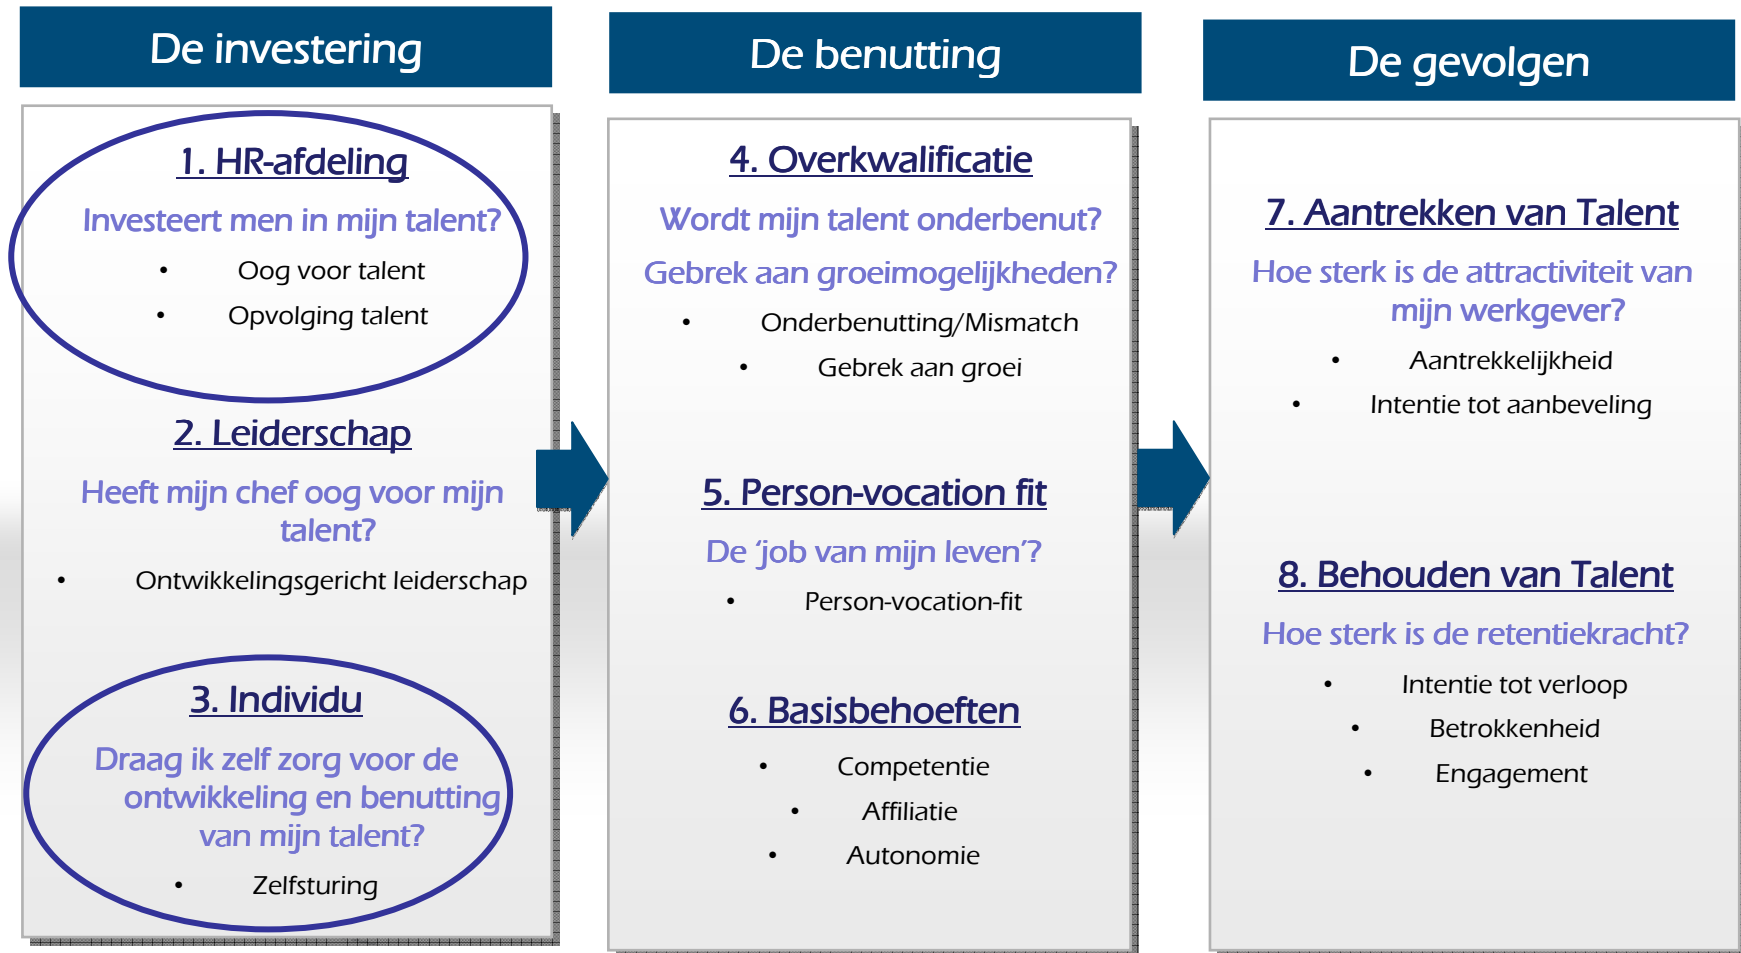 De investering
1. HR-afdeling
Investeert men in mijn talent?
• Oog voor talent
• Opvolging talent
2. Leiderschap
Heeft mijn chef oog voor mijn
talent?
• Ontwikkelingsgericht leiderschap
3. Individu
Draag ik zelf zorg voor de
ontwikkeling en benutting
van mijn talent?
• Zelfsturing
De benutting
4. Overkwalificatie
Wordt mijn talent onderbenut?
Gebrek aan groeimogelijkheden?
• Onderbenutting/Mismatch
• Gebrek aan groei
5. Person-vocation fit
De ‘job van mijn leven’?
• Person-vocation-fit
6. Basisbehoeften
• Competentie
• Affiliatie
• Autonomie
De gevolgen
7. Aantrekken van Talent
Hoe sterk is de attractiviteit van
mijn werkgever?
• Aantrekkelijkheid
• Intentie tot aanbeveling
8. Behouden van Talent
Hoe sterk is de retentiekracht?
• Intentie tot verloop
• Betrokkenheid
• Engagement